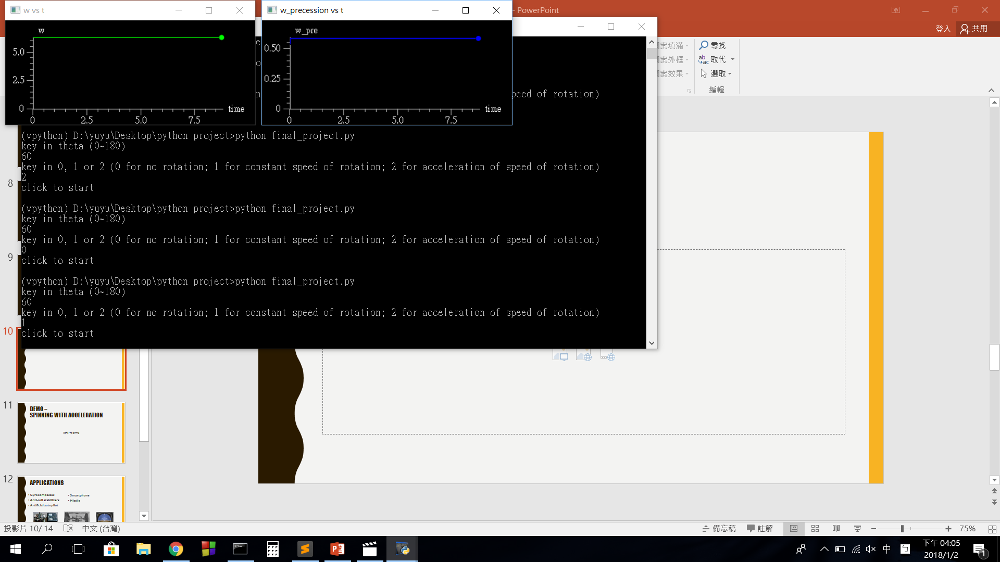 w vs t
w_precession vs t
- PowerPoint
登入
共用
w
5.0
2.5
0
0
2.5
5.0
7.5
time
w_pre
0.50
0.25
0
0
2.5
5.0
7.5
time
圖案填滿
圖案外框
圖案效果
尋找
取代
選取
編輯
peed of rotation)
(vpython) D:\yuyu\Desktop\python project>python final_project.py
key in theta (0~180)
60
key in 0, 1 or 2 (0 for no rotation; 1 for constant speed of rotation; 2 for acceleration of speed of rotation)
2
click to start
(vpython) D:\yuyu\Desktop\python project>python final_project.py
key in theta (0~180)
60
key in 0, 1 or 2 (0 for no rotation; 1 for constant speed of rotation; 2 for acceleration of speed of rotation)
0
click to start
(vpython) D:\yuyu\Desktop\python project>python final_project.py
key in theta (0~180)
60
key in 0, 1 or 2 (0 for no rotation; 1 for constant speed of rotation; 2 for acceleration of speed of rotation)
1
click to start
8
9
10
11
DEMO –
SPINNING WITH ACCELERATION
Demo - no spinning
12
APPLICATIONS
• Gyrocompasses
• Anti-roll stabilizers
• Artificial autopilot
• Smartphone
• Missile
投影片 10/ 14
中文 (台灣)
備忘稿
註解
75%
中
下午 04:05
2018/1/2
1